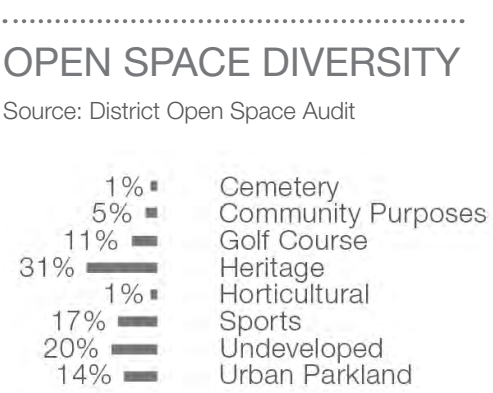 OPEN SPACE DIVERSITY
Source: District Open Space Audit
1% Cemetery
5% Community Purposes
11% Golf Course
31% Heritage
1% Horticultural
17% Sports
20% Undeveloped
14% Urban Parkland